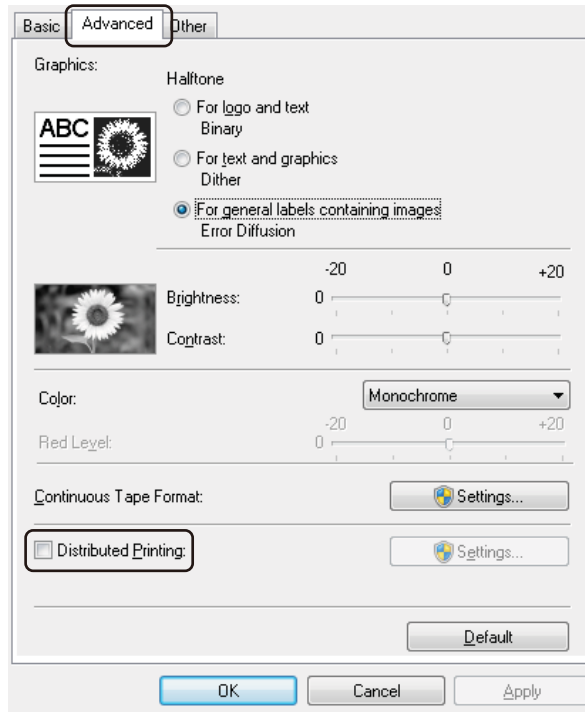 Basic Advanced Other
Graphics:
Halftone
For logo and text
Binary
ABC
For text and graphics
Dither
For general labels containing images
Error Diffusion
-20 0 +20
Brightness: 0
Contrast: 0
Color: Monochrome
-20 0 +20
Red Level: 0
Continuous Tape Format: Settings...
Distributed Printing: Settings...
Default
OK Cancel Apply